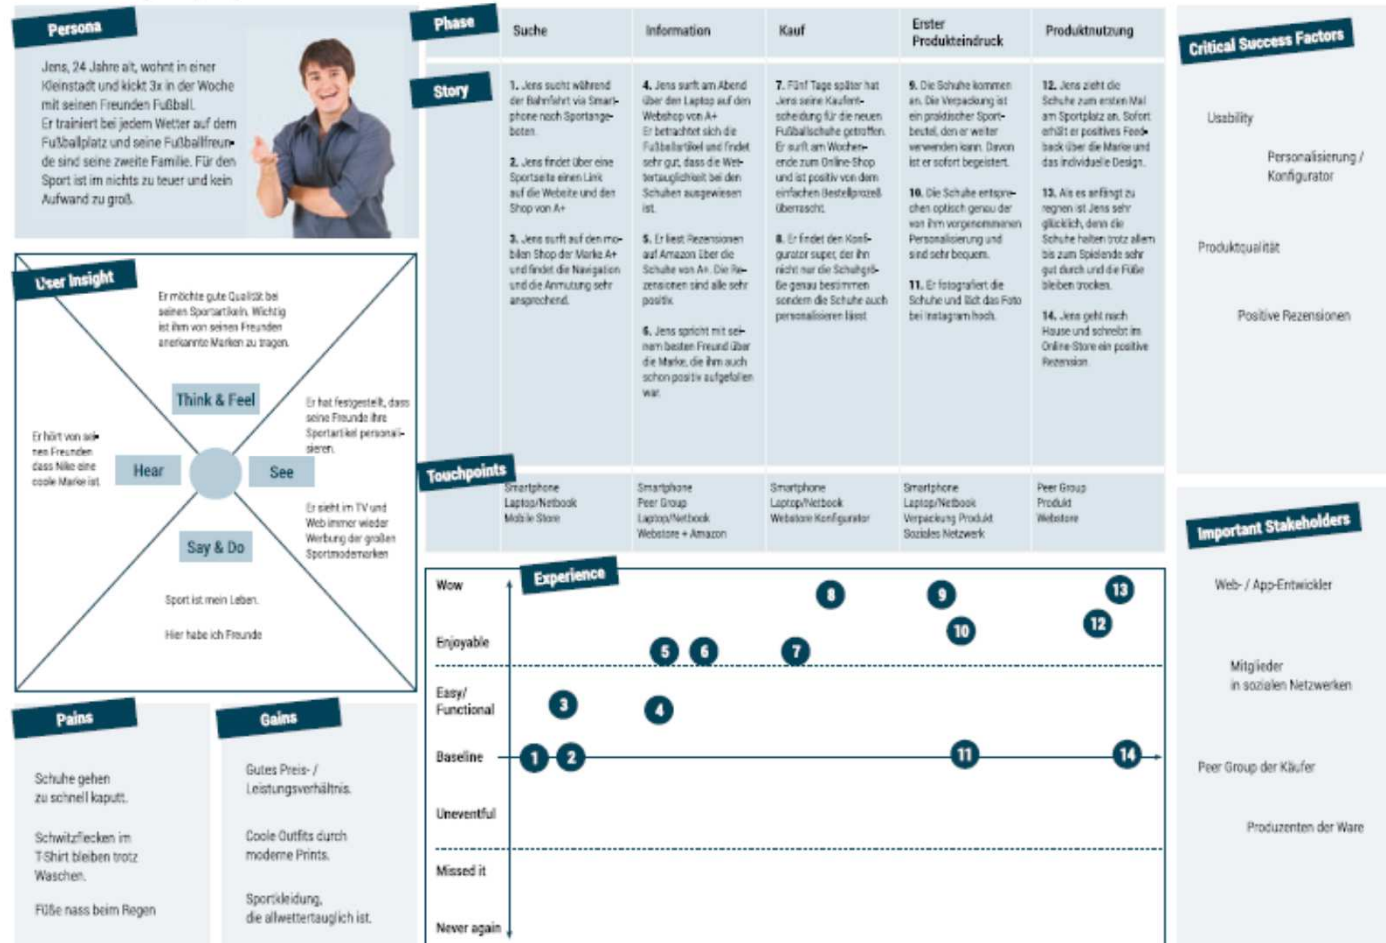 Persona
Jens, 24 Jahre alt, wohnt in einer
Kleinstadt und kickt 3x in der Woche
mit seinen Freunden Fußball.
Er trainiert bei jedem Wetter auf dem
Fußballplatz und seine Fußballfreun-
de sind seine zweite Familie. Für den
Sport ist im nichts zu teuer und kein
Aufwand zu groß.
User Insight
Er möchte gute Qualität bei
seinen Sportartikeln. Wichtig
ist ihm von seinen Freunden
anerkannte Marken zu tragen.
Think & Feel
Er hat festgestellt, dass
seine Freunde ihre
Sportartikel personali-
sieren.
Er hört von sei-
nen Freunden
dass Nike eine
coole Marke ist.
Hear
See
Er sieht im TV und
Web immer wieder
Werbung der großen
Sportmodemarken
Say & Do
Sport ist mein Leben.
Hier habe ich Freunde
Pains
Schuhe gehen
zu schnell kaputt.
Schwitzflecken im
T-Shirt bleiben trotz
Waschen.
Füße nass beim Regen
Gains
Gutes Preis- /
Leistungsverhältnis.
Coole Outfits durch
moderne Prints.
Sportkleidung,
die allwettertauglich ist.
Phase
Suche
Information
Kauf
Erster
Produkteindruck
Produktnutzung
Story
1. Jens sucht während
der Bahnfahrt via Smart-
phone nach Sportange-
boten.
2. Jens findet über eine
Sportseite einen Link
auf die Website und den
Shop von A+
3. Jens surft auf den mo-
bilen Shop der Marke A+
und findet die Navigation
und die Anmutung sehr
ansprechend.
4. Jens surft am Abend
über den Laptop auf den
Webshop von A+
Er betrachtet sich die
Fußballartikel und findet
sehr gut, dass die Wet-
tertauglichkeit bei den
Schuhen ausgewiesen
ist.
5. Er liest Rezensionen
auf Amazon über die
Schuhe von A+. Die Re-
zensionen sind alle sehr
positiv.
6. Jens spricht mit sei-
nem besten Freund über
die Marke, die ihm auch
schon positiv aufgefallen
war.
7. Fünf Tage später hat
Jens seine Kaufent-
scheidung für die neuen
Fußballschuhe getroffen.
Er surft am Wochen-
ende zum Online-Shop
und ist positiv von dem
einfachen Bestellprozeß
überrascht.
8. Er findet den Konfi-
gurator super, der ihn
nicht nur die Schuhgrö-
ße genau bestimmen
sondern die Schuhe auch
personalisieren lässt
9. Die Schuhe kommen
an. Die Verpackung ist
ein praktischer Sport-
beutel, den er weiter
verwenden kann. Davon
ist er sofort begeistert.
10. Die Schuhe entspre-
chen optisch genau der
von ihm vorgenommenen
Personalisierung und
sind sehr bequem.
11. Er fotografiert die
Schuhe und lädt das Foto
bei Instagram hoch.
12. Jens zieht die
Schuhe zum ersten Mal
am Sportplatz an. Sofort
erhält er positives Feed-
back über die Marke und
das individuelle Design.
13. Als es anfängt zu
regnen ist Jens sehr
glücklich, denn die
Schuhe halten trotz allem
bis zum Spielende sehr
gut durch und die Füße
bleiben trocken.
14. Jens geht nach
Hause und schreibt im
Online-Store ein positive
Rezension.
Touchpoints
Smartphone
Laptop/Netbook
Mobile Store
Smartphone
Peer Group
Laptop/Netbook
Webstore + Amazon
Smartphone
Laptop/Netbook
Webstore Konfigurator
Smartphone
Laptop/Netbook
Verpackung Produkt
Soziales Netzwerk
Peer Group
Produkt
Webstore
Experience
Wow
8
9
13
Enjoyable
5
6
7
10
12
Easy/
Functional
3
4
Baseline
1
2
11
14
Uneventful
Missed it
Never again
Critical Success Factors
Usability
Personalisierung /
Konfigurator
Produktqualität
Positive Rezensionen
Important Stakeholders
Web- / App-Entwickler
Mitglieder
in sozialen Netzwerken
Peer Group der Käufer
Produzenten der Ware